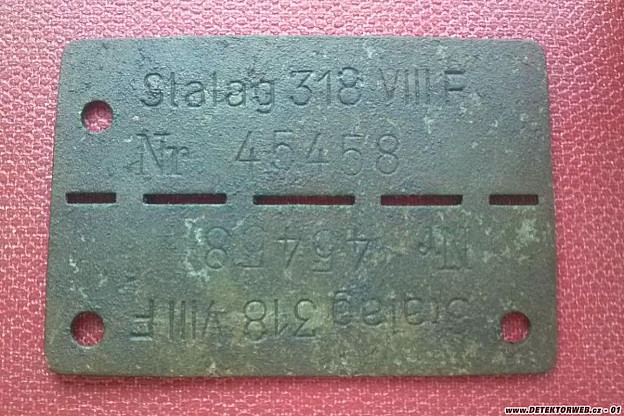 Stalag 318 VIII F
Nr. 45458
Nr. 45458
Stalag 318 VIII F
www.DETEKTORWEB.cz - 01